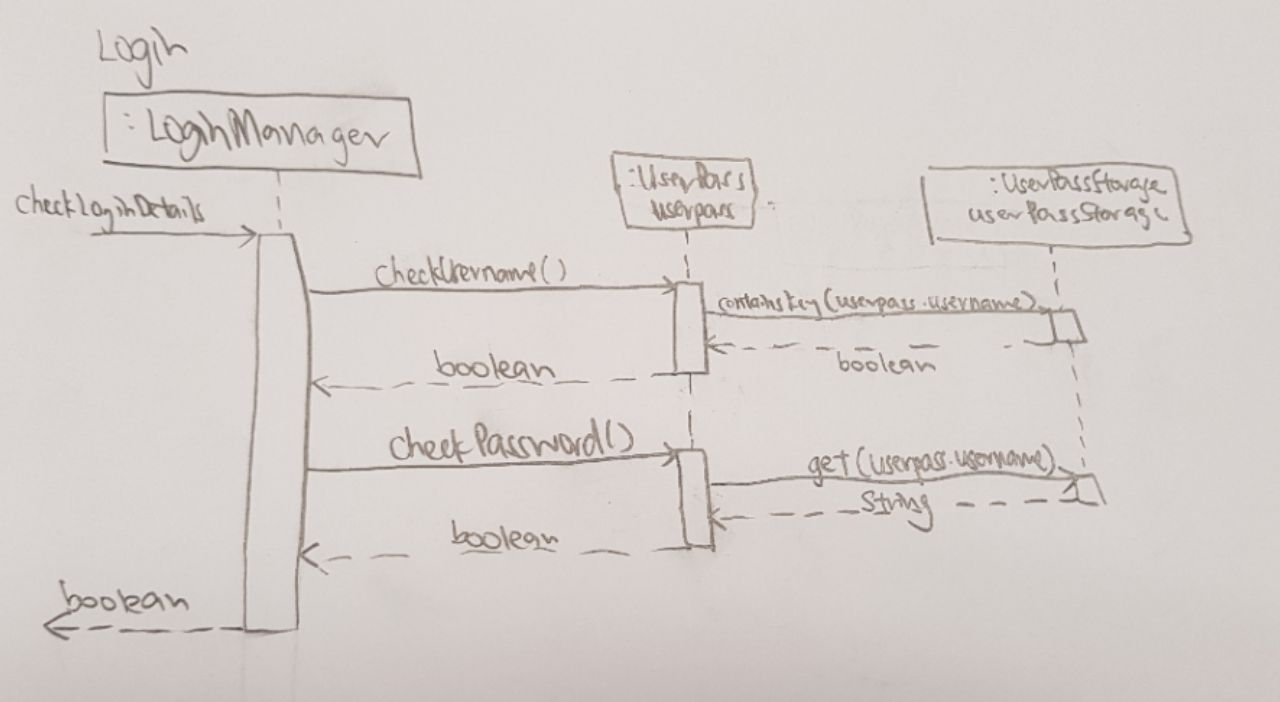 Login
:LoginManager
:UserPass
userpass
:UserPassStorage
userPassStorage
checkLoginDetails
checkUsername()
containsKey(userpass.username)
boolean
boolean
checkPassword()
get(userpass.username)
String
boolean
boolean